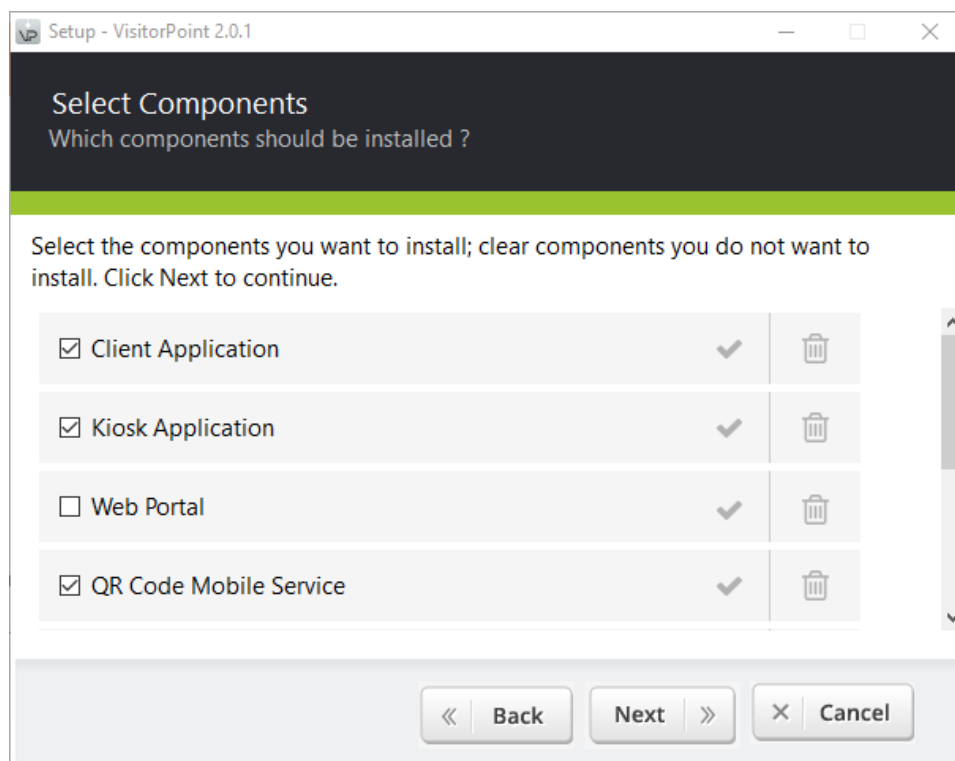 VP Setup - VisitorPoint 2.0.1
Select Components
Which components should be installed ?
Select the components you want to install; clear components you do not want to
install. Click Next to continue.
Client Application
Kiosk Application
Web Portal
QR Code Mobile Service
Back Next Cancel